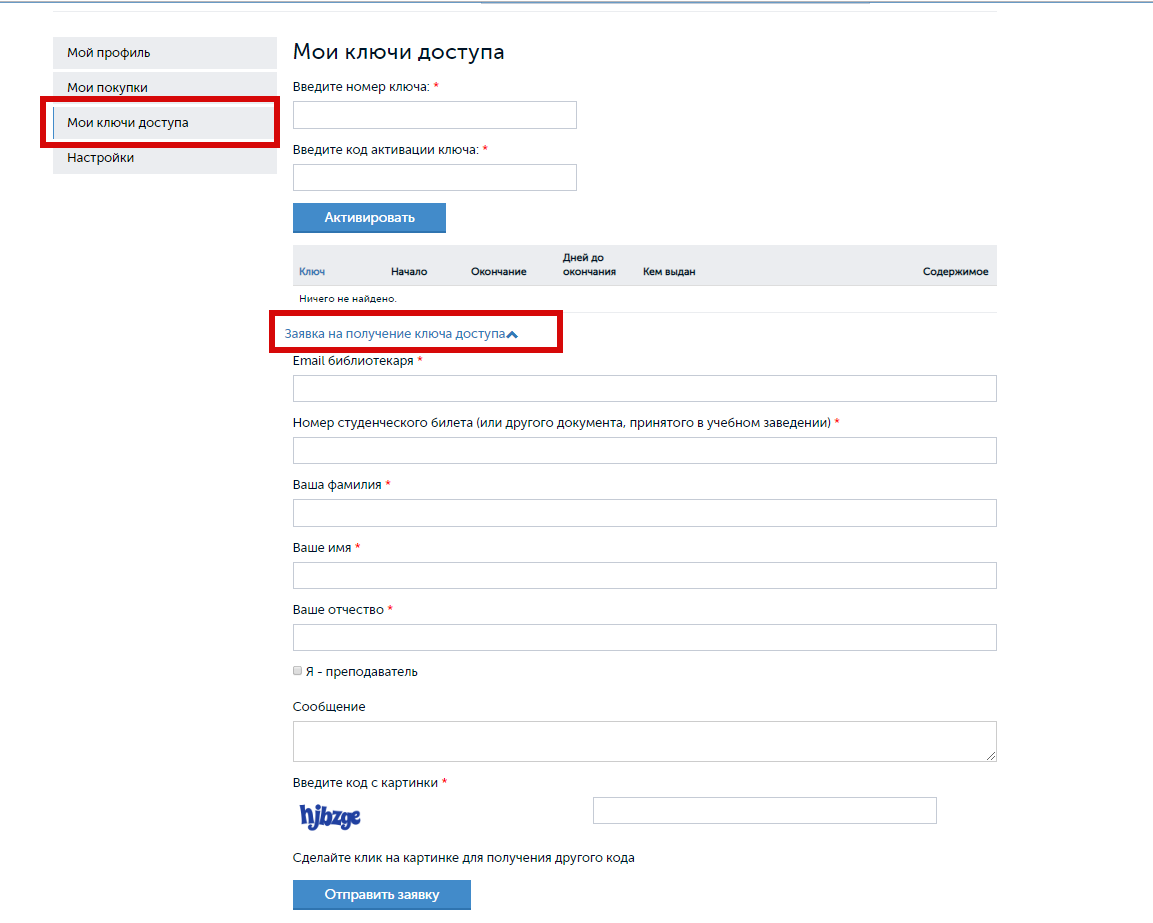 Мой профиль
Мои покупки
Мои ключи доступа
Настройки
Мои ключи доступа
Введите номер ключа: *
Введите код активации ключа: *
Активировать
Ключ Начало Окончание Дней до окончания Кем выдан Содержимое
Ничего не найдено.
Заявка на получение ключа доступа
Email библиотекаря *
Номер студенческого билета (или другого документа, принятого в учебном заведении) *
Ваша фамилия *
Ваше имя *
Ваше отчество *
Я - преподаватель
Сообщение
Введите код с картинки *
hjbzge
Сделайте клик на картинке для получения другого кода
Отправить заявку